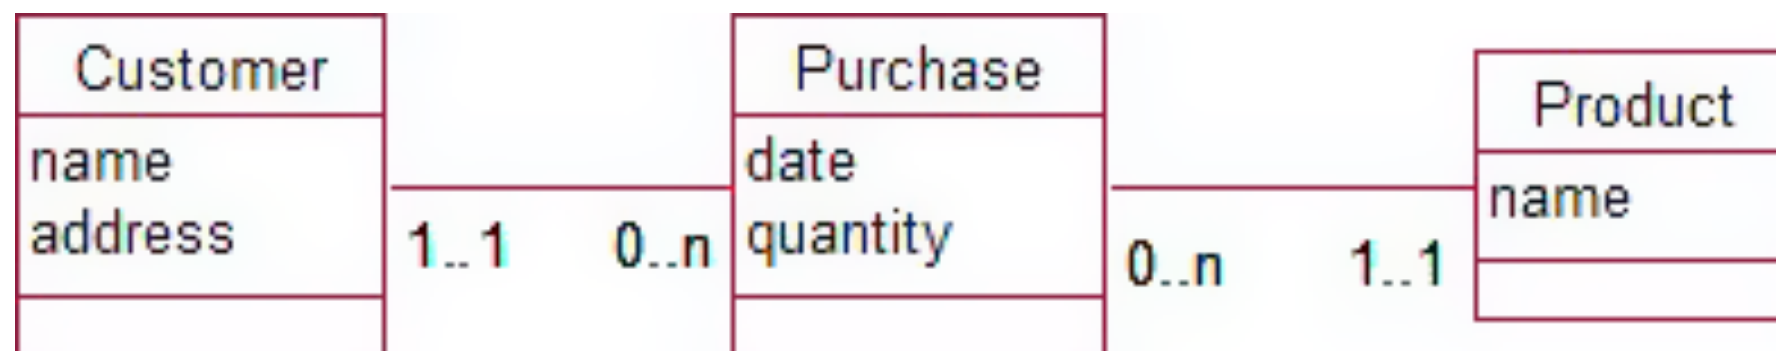 Customer
name
address
1..1
0..n
Purchase
date
quantity
0..n
1..1
Product
name